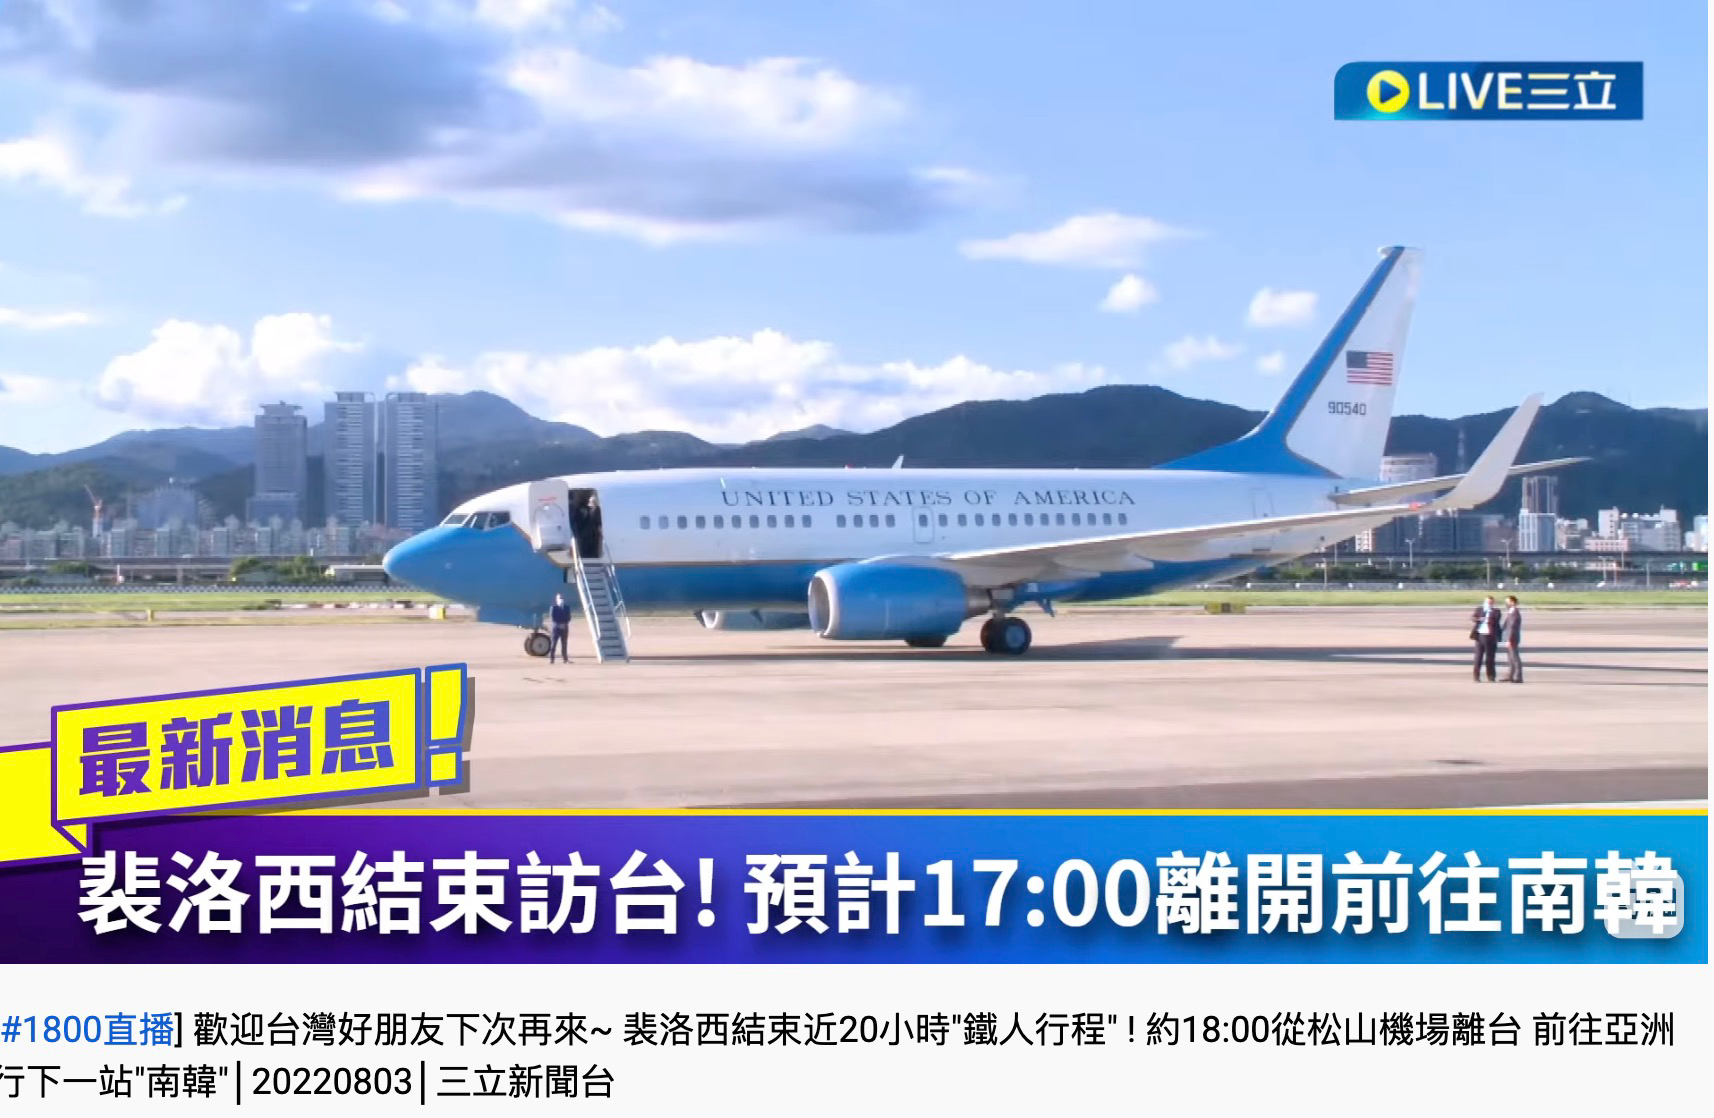 LIVE三立
90540
UNITED STATES OF AMERICA
最新消息!
裴洛西結束訪台! 預計17:00離開前往南韓
#1800直播] 歡迎台灣好朋友下次再來~ 裴洛西結束近20小時"鐵人行程" ! 約18:00從松山機場離台 前往亞洲
行下一站"南韓"│20220803│三立新聞台